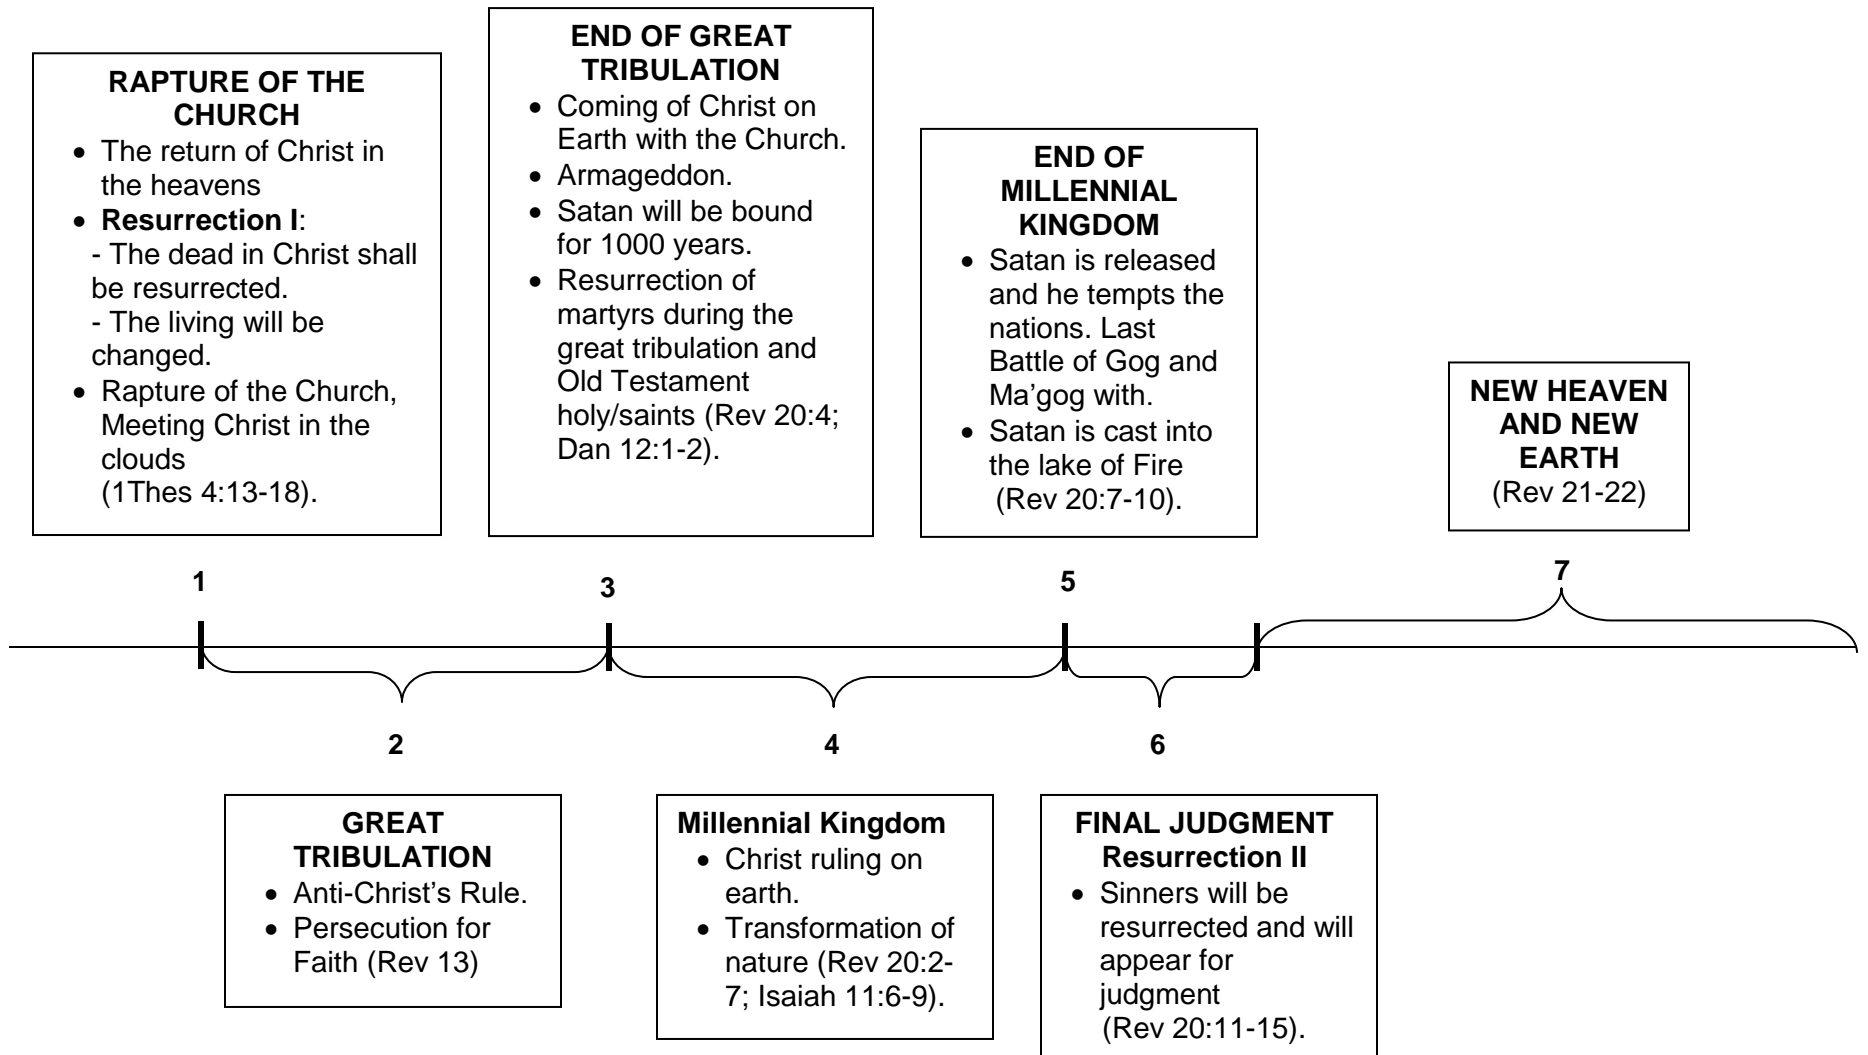 RAPTURE OF THE
CHURCH
• The return of Christ in
the heavens
• Resurrection I:
- The dead in Christ shall
be resurrected.
- The living will be
changed.
• Rapture of the Church,
Meeting Christ in the
clouds
(1Thes 4:13-18).
END OF GREAT
TRIBULATION
• Coming of Christ on
Earth with the Church.
• Armageddon.
• Satan will be bound
for 1000 years.
• Resurrection of
martyrs during the
great tribulation and
Old Testament
holy/saints (Rev 20:4;
Dan 12:1-2).
END OF
MILLENNIAL
KINGDOM
• Satan is released
and he tempts the
nations. Last
Battle of Gog and
Ma’gog with.
• Satan is cast into
the lake of Fire
(Rev 20:7-10).
NEW HEAVEN
AND NEW
EARTH
(Rev 21-22)
1
3
5
7
2
4
6
GREAT
TRIBULATION
• Anti-Christ’s Rule.
• Persecution for
Faith (Rev 13)
Millennial Kingdom
• Christ ruling on
earth.
• Transformation of
nature (Rev 20:2-
7; Isaiah 11:6-9).
FINAL JUDGMENT
Resurrection II
• Sinners will be
resurrected and will
appear for
judgment
(Rev 20:11-15).